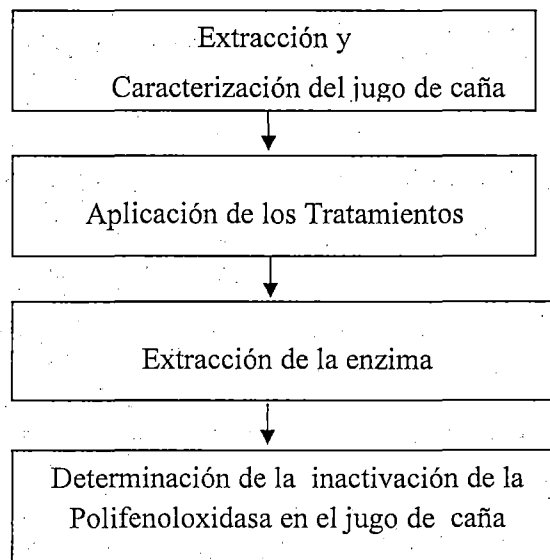 Extracción y
Caracterización del jugo de caña
Aplicación de los Tratamientos
Extracción de la enzima
Determinación de la inactivación de la
Polifenoloxidasa en el jugo de caña